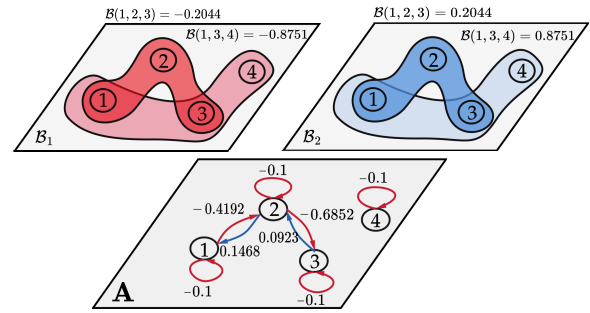 ℬ(1, 2, 3) = −0.2044
ℬ(1, 3, 4) = −0.8751
2
4
1
3
ℬ₁
ℬ(1, 2, 3) = 0.2044
ℬ(1, 3, 4) = 0.8751
2
4
1
3
ℬ₂
−0.1
−0.1
−0.4192
2
−0.6852
4
0.0923
1
0.1468
3
−0.1
−0.1
A